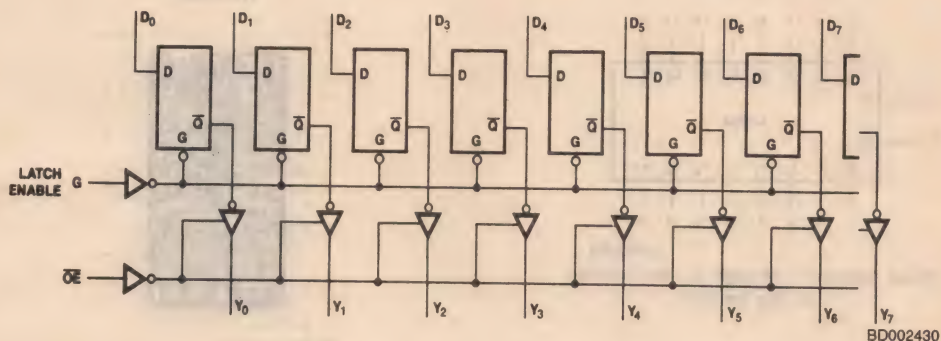 D0 D1 D2 D3 D4 D5 D6 D7
D D D D D D D D
Q̅ Q̅ Q̅ Q̅ Q̅ Q̅ Q̅
G G G G G G G
LATCH
ENABLE G
O̅E̅
Y0 Y1 Y2 Y3 Y4 Y5 Y6 Y7
BD002430